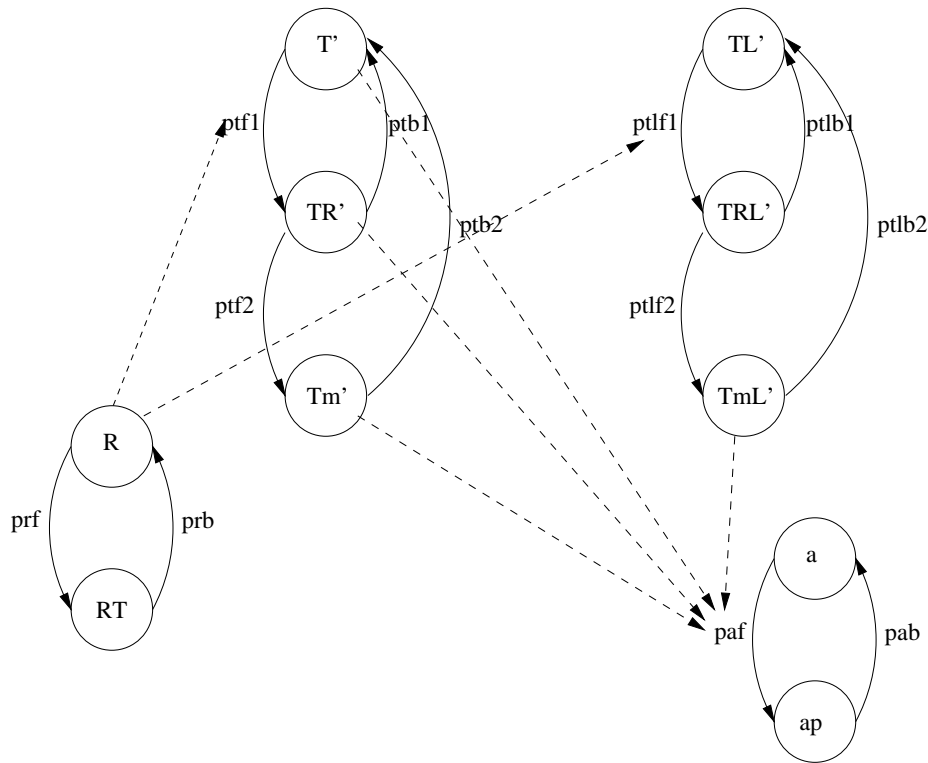 T’
TL’
ptf1
ptb1
ptlf1
ptlb1
TR’
TRL’
ptb2
ptlb2
ptf2
ptlf2
Tm’
TmL’
R
prf
prb
a
RT
paf
pab
ap